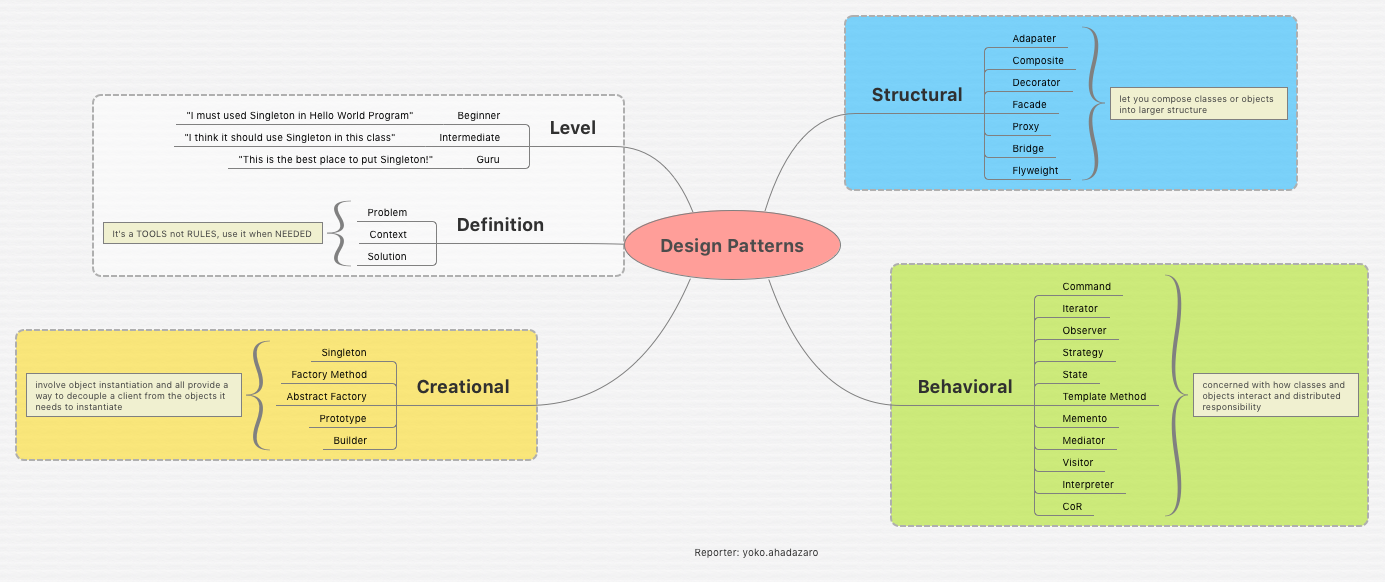 Design Patterns
Level
"I must used Singleton in Hello World Program" Beginner
"I think it should use Singleton in this class" Intermediate
"This is the best place to put Singleton!" Guru
Definition
Problem
Context
Solution
It's a TOOLS not RULES, use it when NEEDED
Creational
Singleton
Factory Method
Abstract Factory
Prototype
Builder
involve object instantiation and all provide a
way to decouple a client from the objects it
needs to instantiate
Structural
Adapater
Composite
Decorator
Facade
Proxy
Bridge
Flyweight
let you compose classes or objects
into larger structure
Behavioral
Command
Iterator
Observer
Strategy
State
Template Method
Memento
Mediator
Visitor
Interpreter
CoR
concerned with how classes and
objects interact and distributed
responsibility
Reporter: yoko.ahadazaro